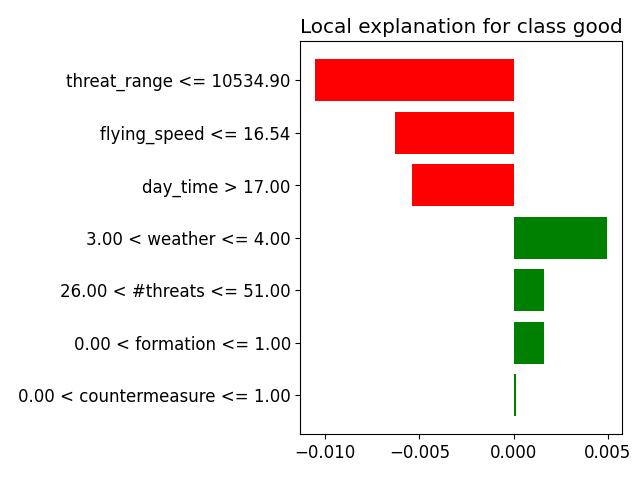 Local explanation for class good
threat_range <= 10534.90
flying_speed <= 16.54
day_time > 17.00
3.00 < weather <= 4.00
26.00 < #threats <= 51.00
0.00 < formation <= 1.00
0.00 < countermeasure <= 1.00
−0.010 −0.005 0.000 0.005